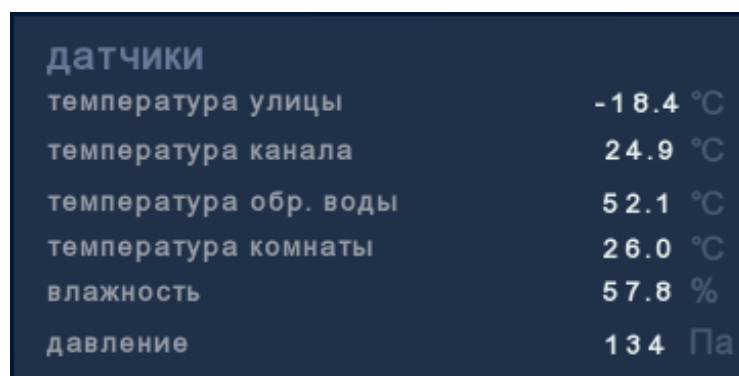 датчики
температура улицы -18.4 °C
температура канала 24.9 °C
температура обр. воды 52.1 °C
температура комнаты 26.0 °C
влажность 57.8 %
давление 134 Па